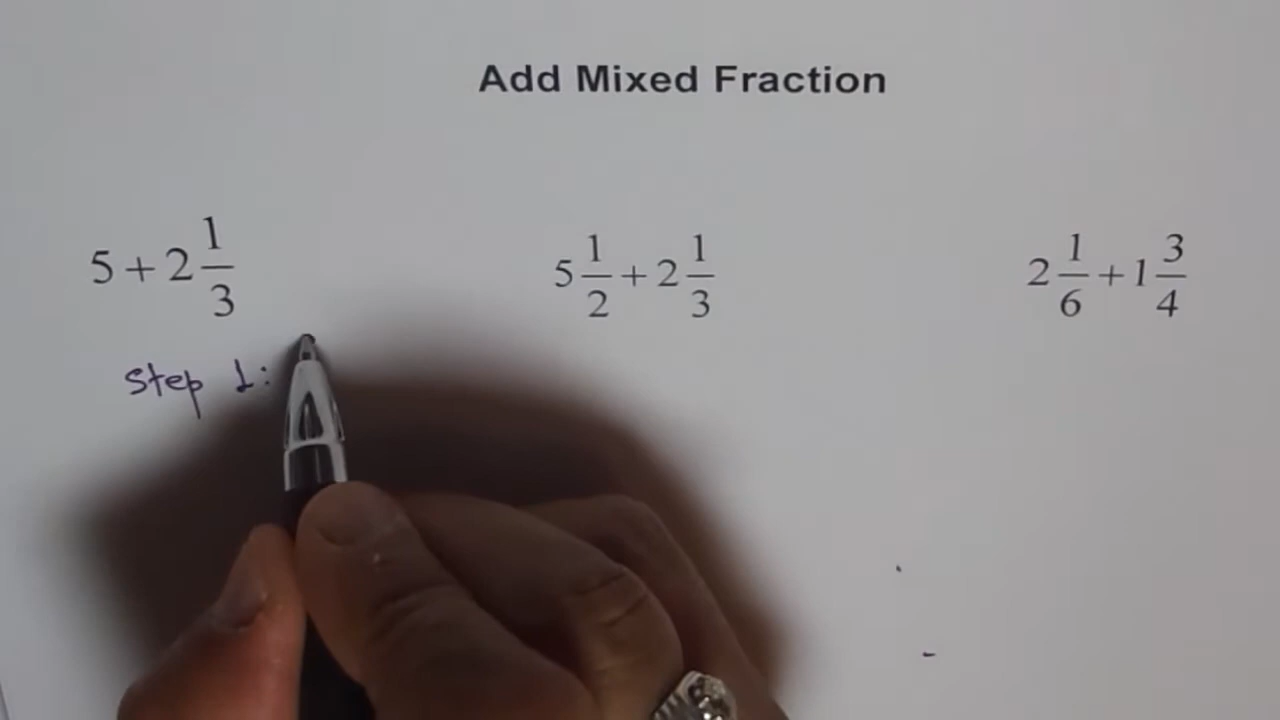 Add Mixed Fraction
5+2 1/3
5 1/2+2 1/3
2 1/6+1 3/4
Step 1: